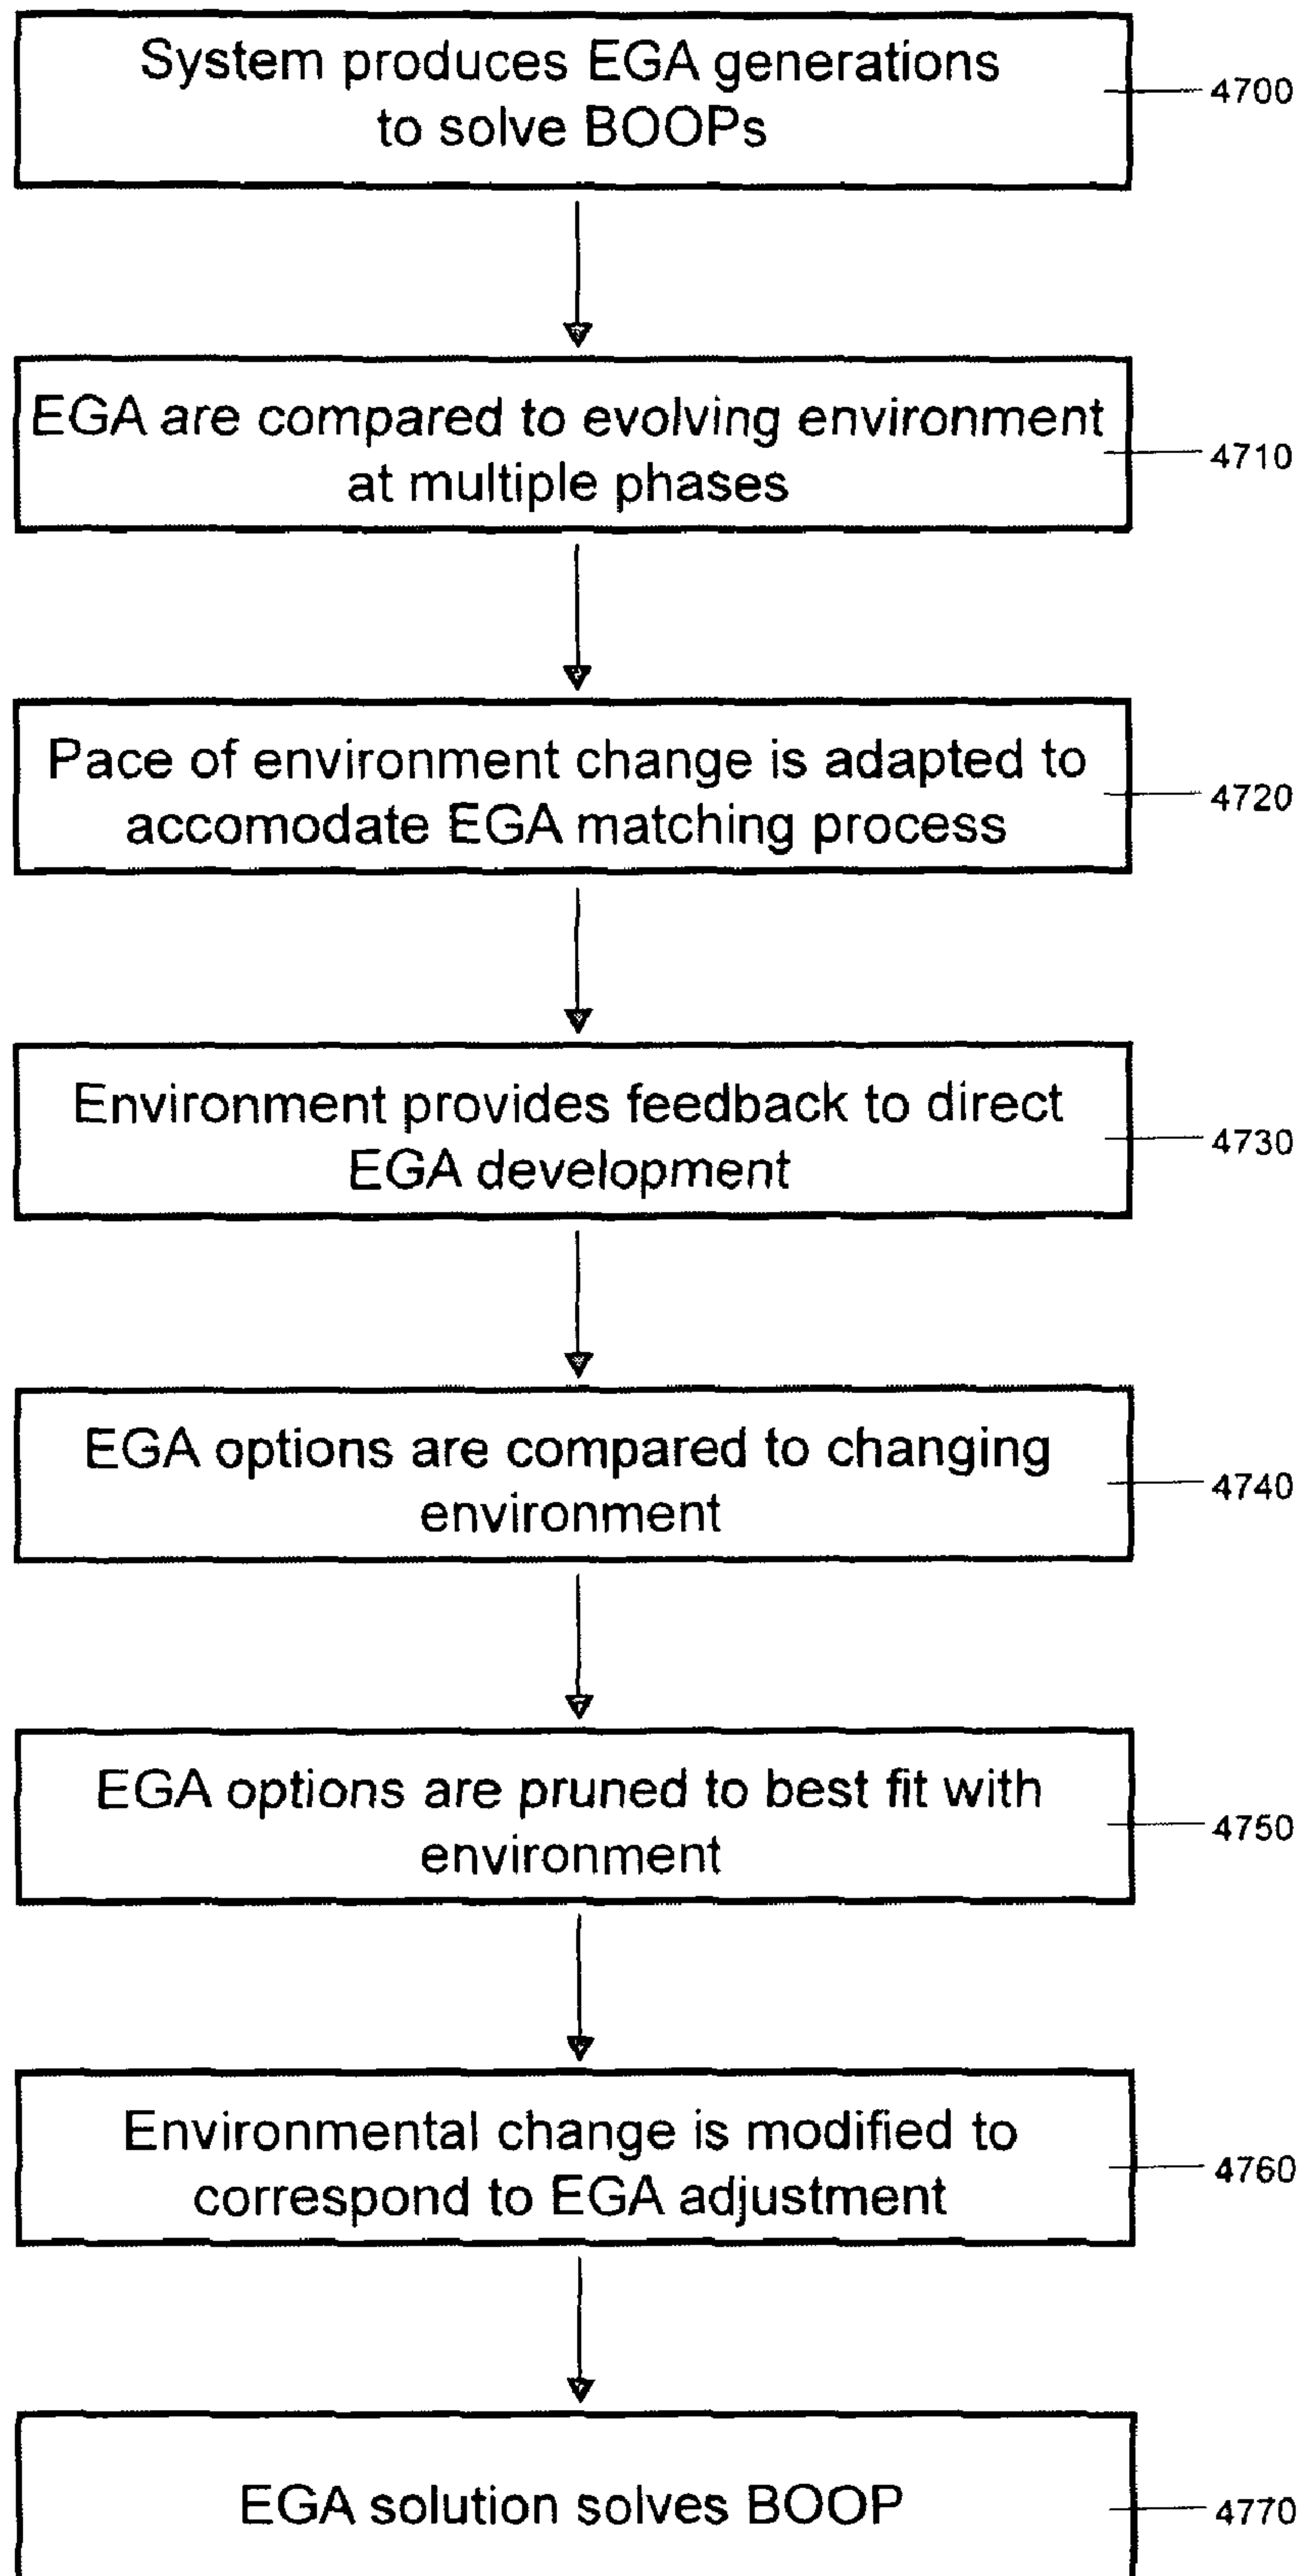 System produces EGA generations
to solve BOOPs
4700
EGA are compared to evolving environment
at multiple phases
4710
Pace of environment change is adapted to
accomodate EGA matching process
4720
Environment provides feedback to direct
EGA development
4730
EGA options are compared to changing
environment
4740
EGA options are pruned to best fit with
environment
4750
Environmental change is modified to
correspond to EGA adjustment
4760
EGA solution solves BOOP
4770